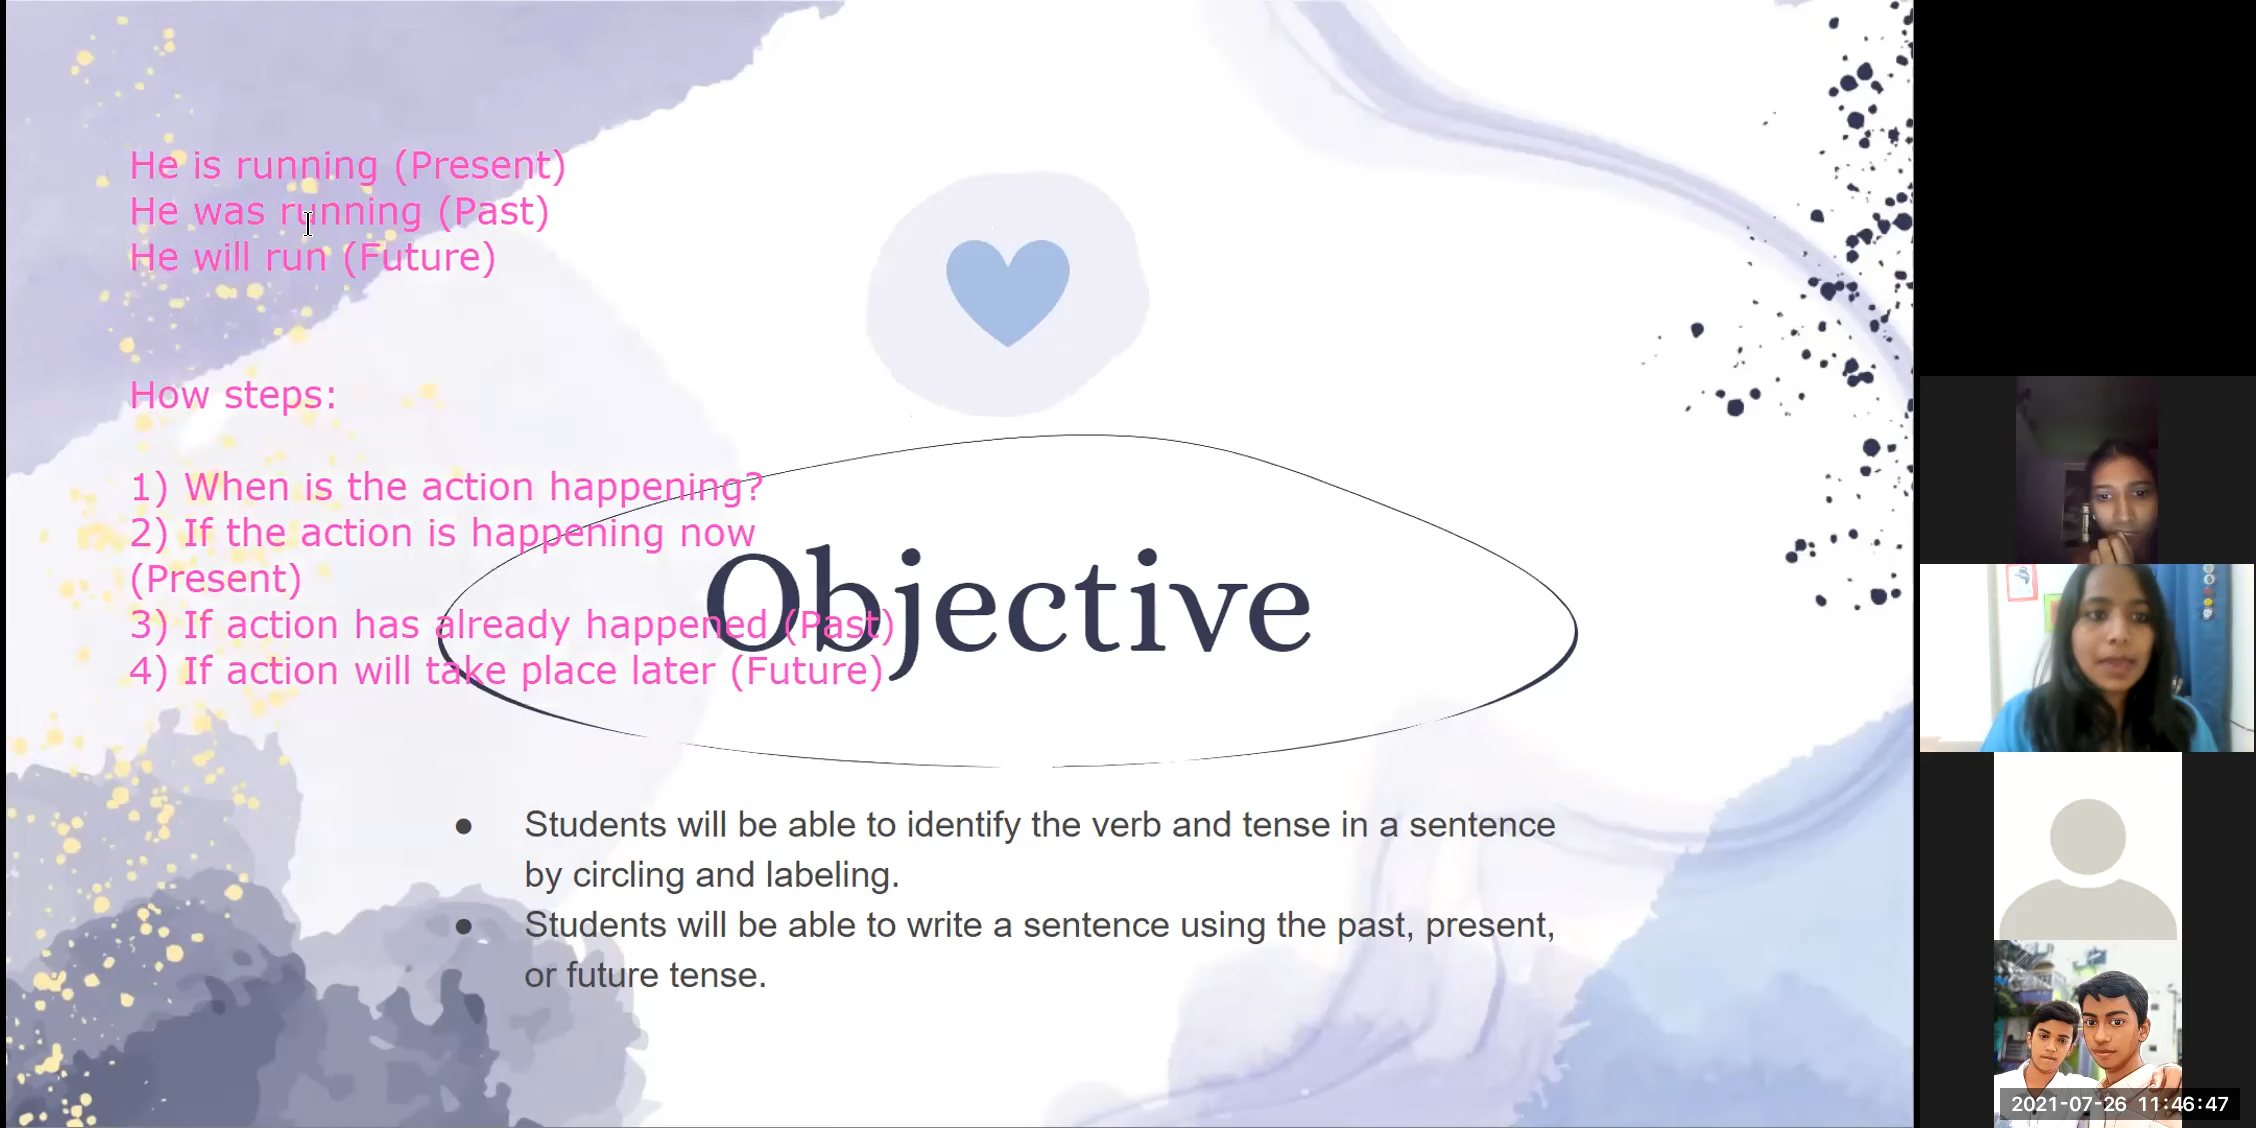 He is running (Present)
He was running (Past)
He will run (Future)
How steps:
1) When is the action happening?
2) If the action is happening now
(Present)
3) If action has already happened (Past)
4) If action will take place later (Future)
Objective
● Students will be able to identify the verb and tense in a sentence
by circling and labeling.
● Students will be able to write a sentence using the past, present,
or future tense.
2021-07-26 11:46:47